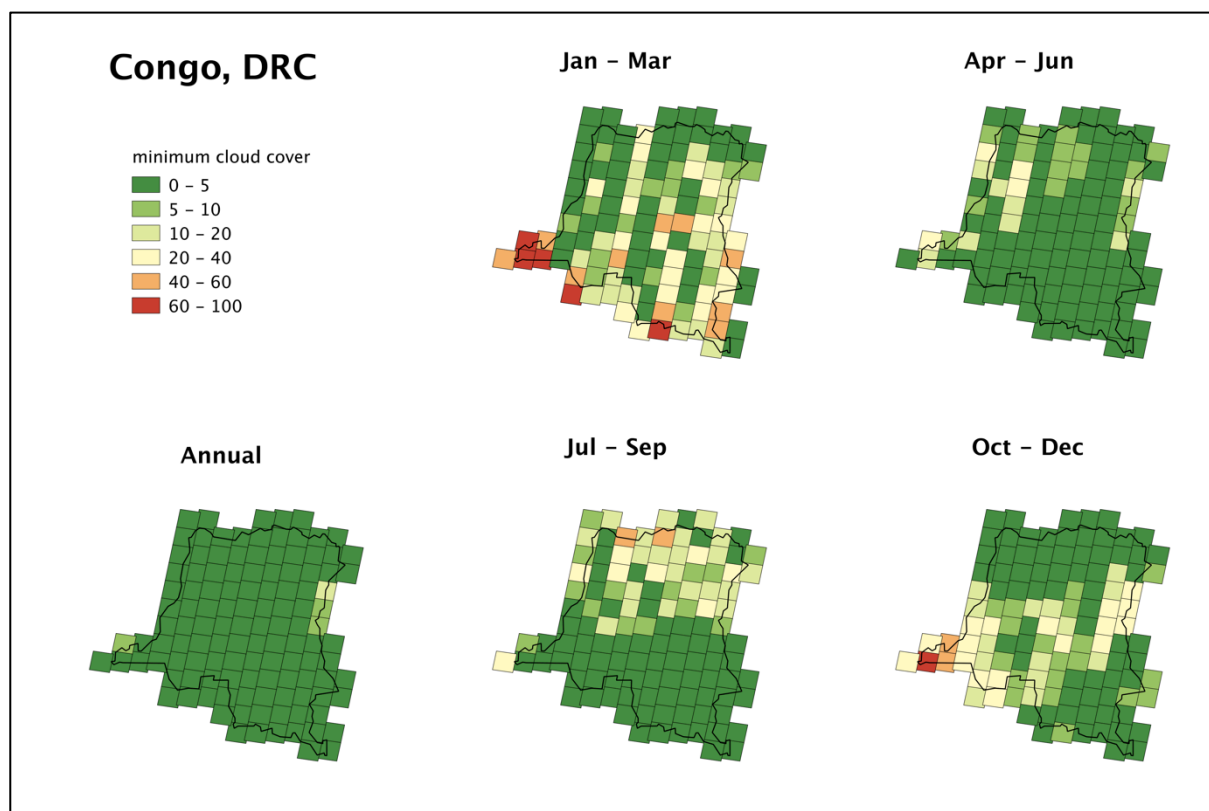 Congo, DRC
Jan – Mar
Apr – Jun
minimum cloud cover
0 – 5
5 – 10
10 – 20
20 – 40
40 – 60
60 – 100
Annual
Jul – Sep
Oct – Dec